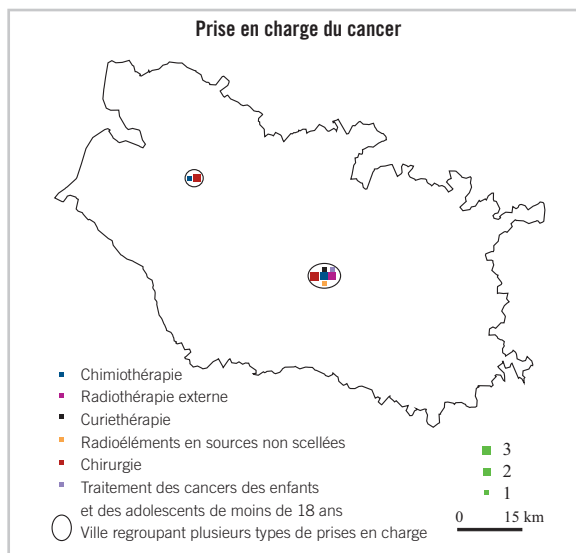 Prise en charge du cancer
Chimiothérapie
Radiothérapie externe
Curiethérapie
Radioéléments en sources non scellées
Chirurgie
Traitement des cancers des enfants
et des adolescents de moins de 18 ans
Ville regroupant plusieurs types de prises en charge
3
2
1
0 15 km